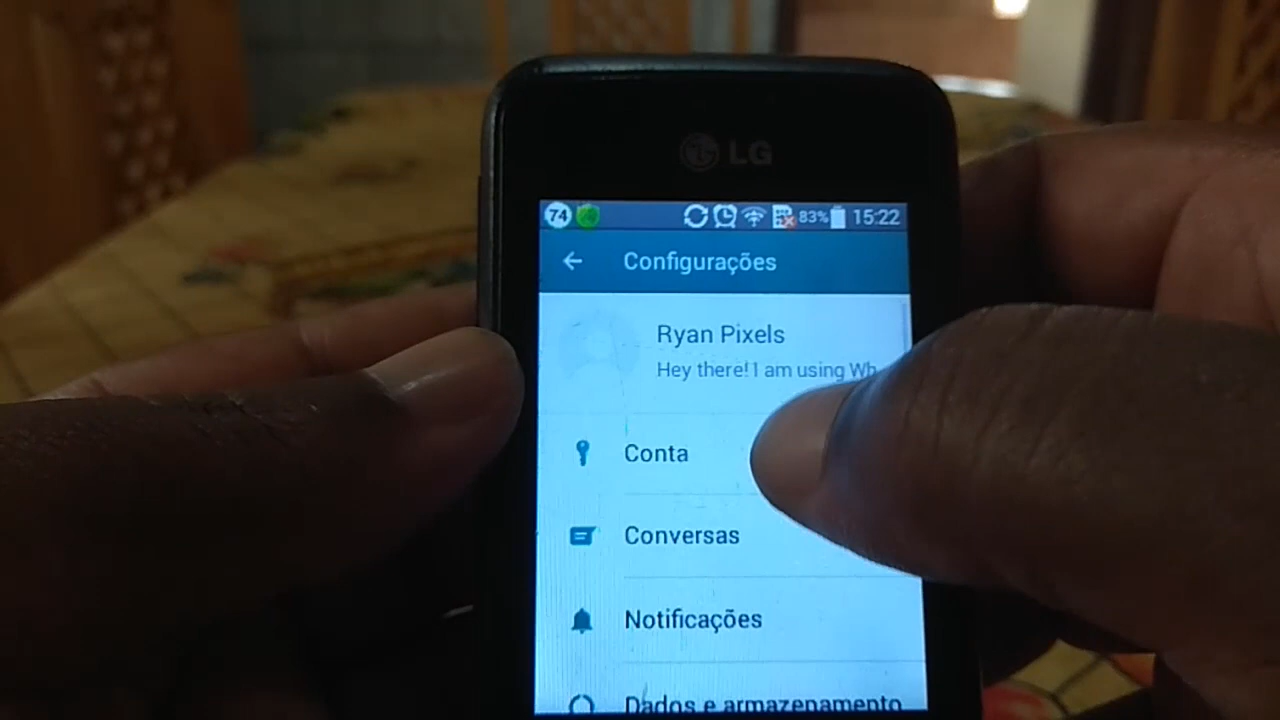 LG
74 83% 15:22
Configurações
Ryan Pixels
Hey there! I am using Wh
Conta
Conversas
Notificações
Dados e armazenamento